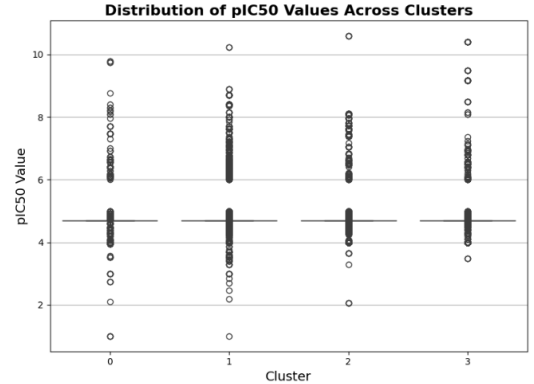 Distribution of pIC50 Values Across Clusters
10
8
6
4
2
pIC50 Value
0 1 2 3
Cluster